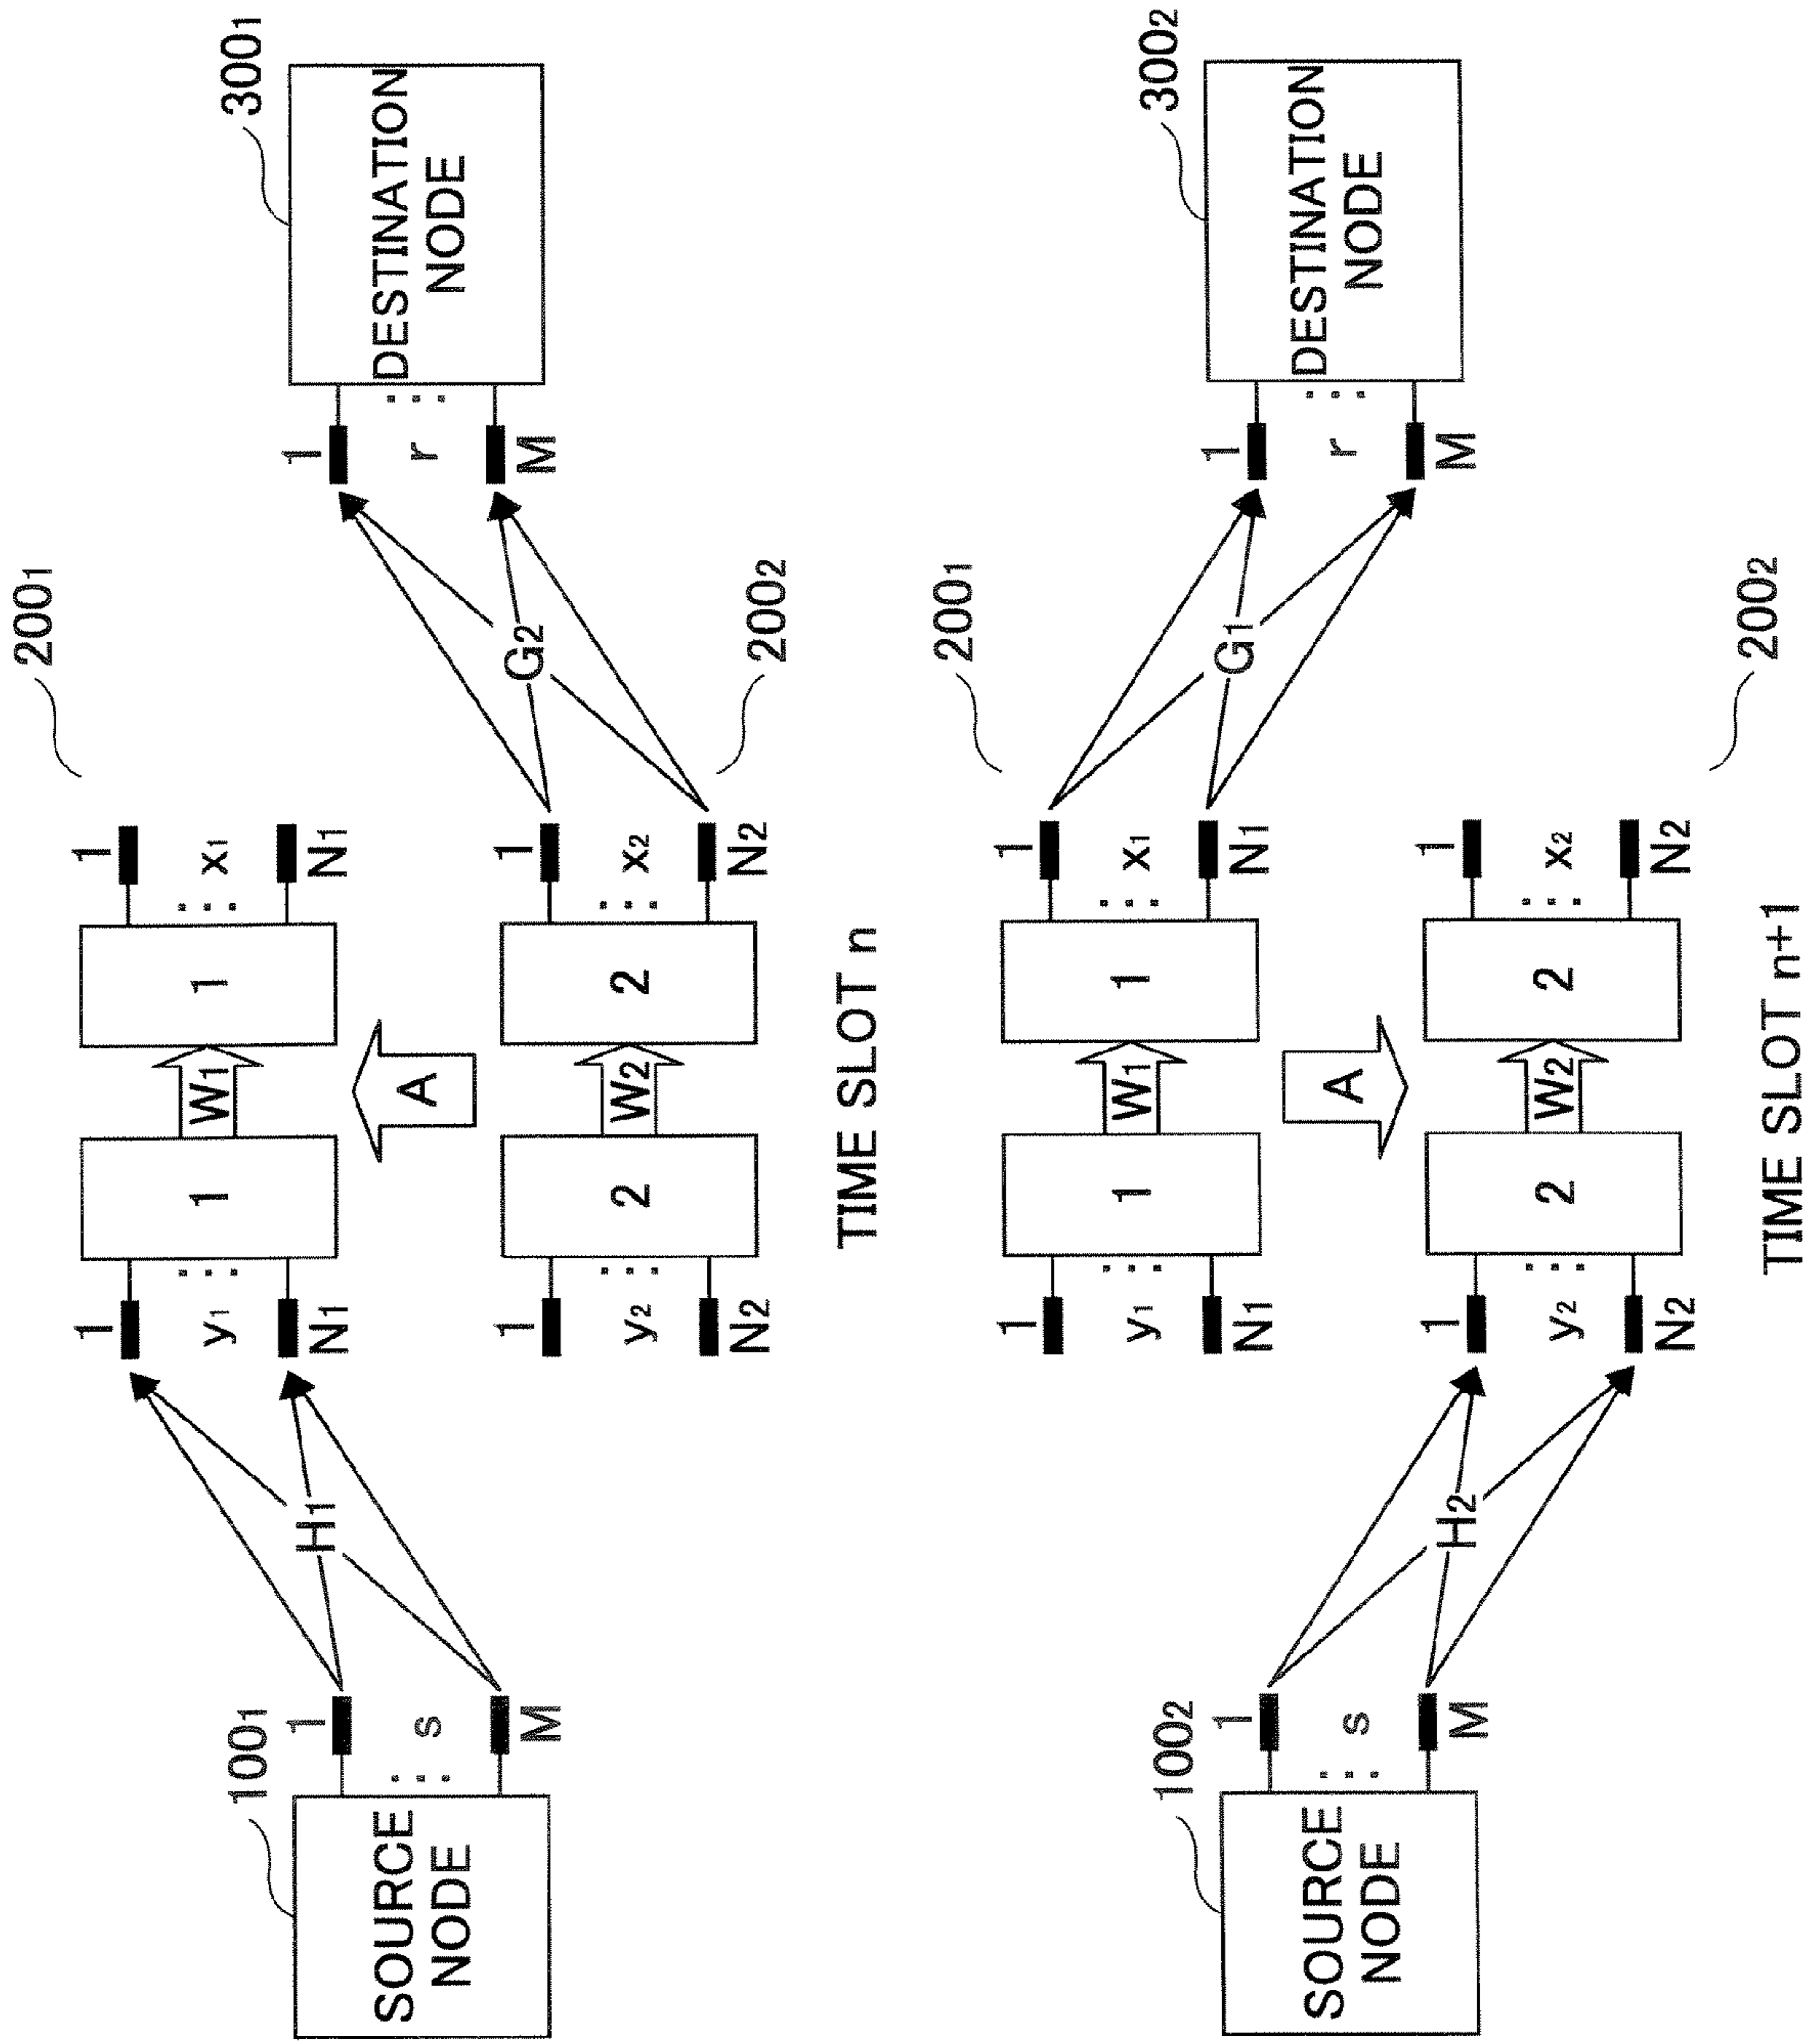 2001
1
1
1
1
y1
W1
x1
N1
N1
1001
3001
H1
1
1
A
SOURCE
NODE
s
r
DESTINATION
NODE
M
M
G2
1
1
y2
2
W2
2
x2
N2
N2
2002
TIME SLOT n
2001
1
1
y1
1
W1
1
x1
N1
N1
1002
3002
1
1
A
G1
SOURCE
NODE
s
r
DESTINATION
NODE
M
M
H2
1
1
y2
2
W2
2
x2
N2
N2
2002
TIME SLOT n+1